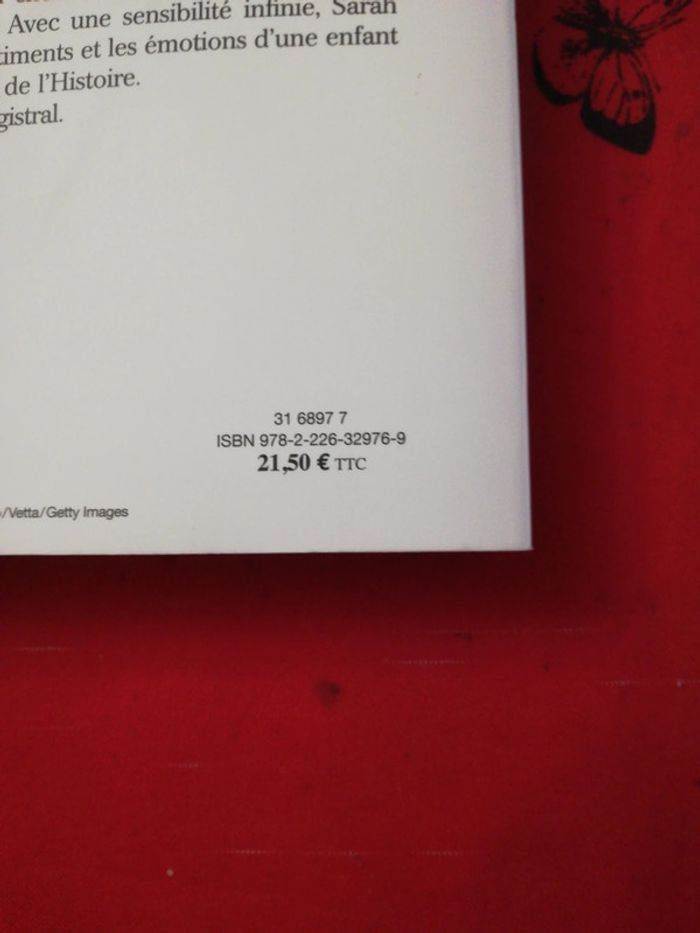 Avec une sensibilité infinie, Sarah
timents et les émotions d'une enfant
de l'Histoire.
gistral.
31 6897 7
ISBN 978-2-226-32976-9
21,50 € TTC
/Vetta/Getty Images